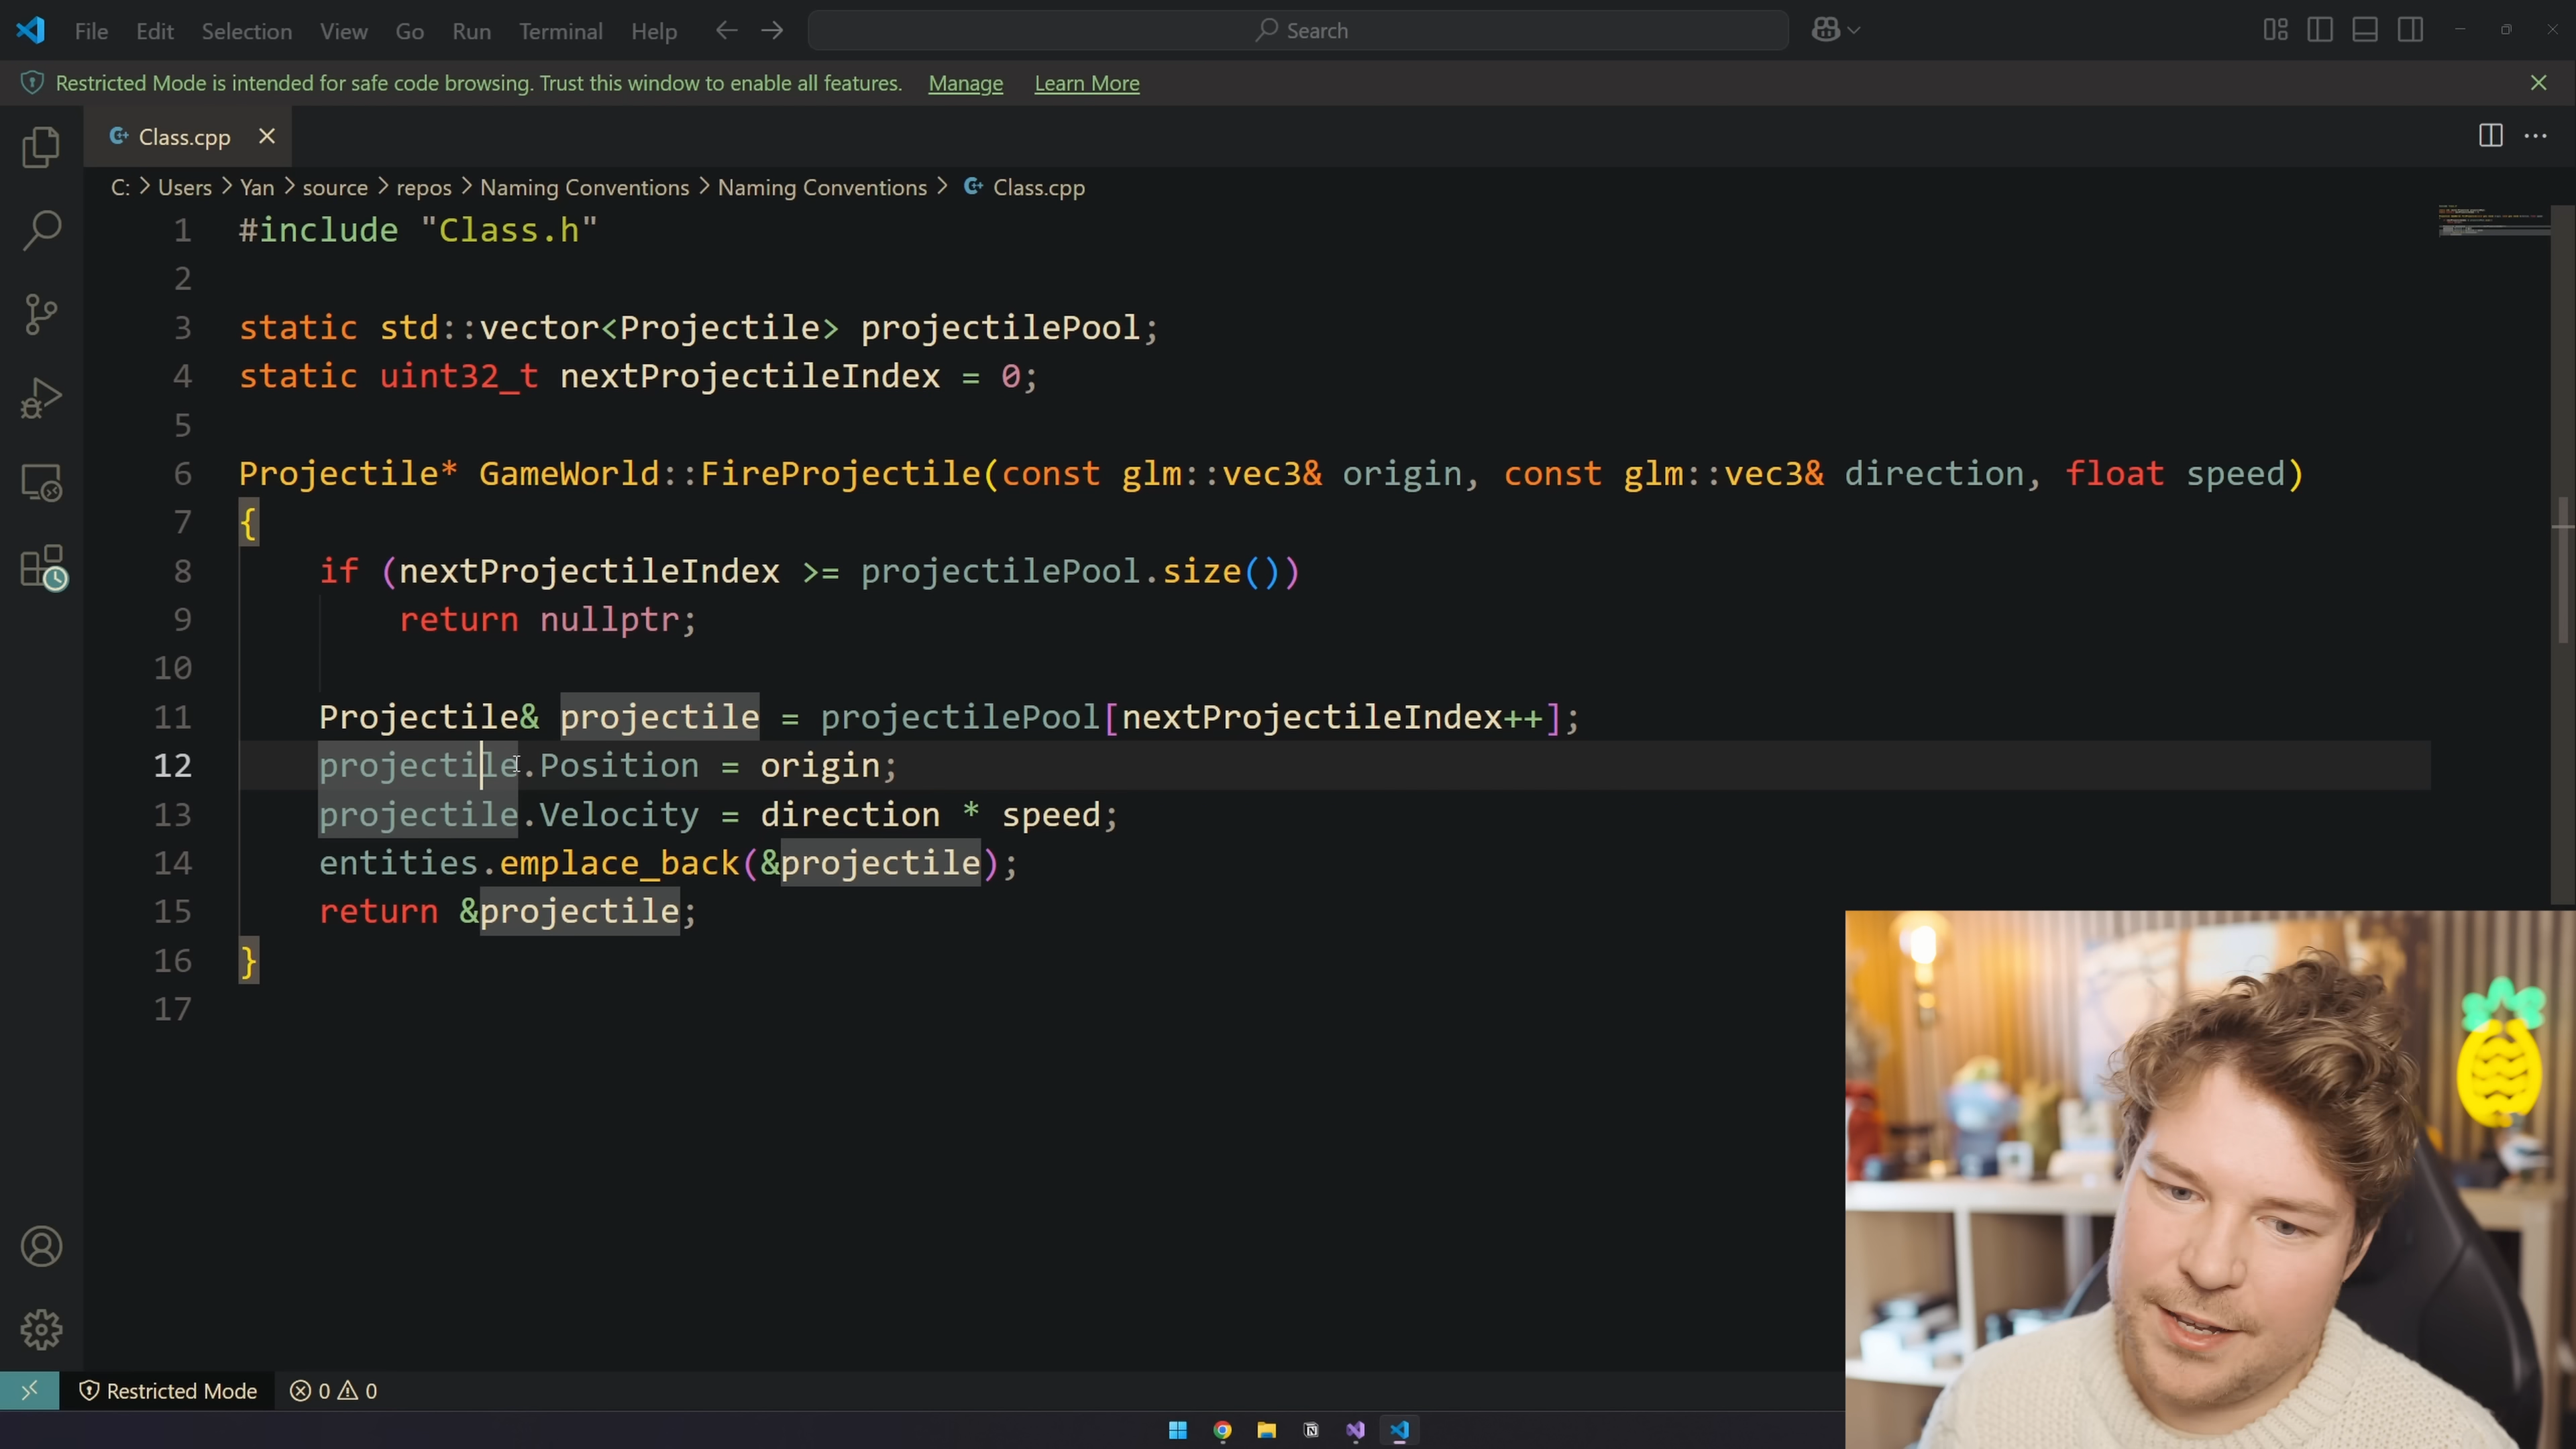 File Edit Selection View Go Run Terminal Help Search
Restricted Mode is intended for safe code browsing. Trust this window to enable all features. Manage Learn More
Class.cpp
C: > Users > Yan > source > repos > Naming Conventions > Naming Conventions > Class.cpp
1 #include "Class.h"
2
3 static std::vector<Projectile> projectilePool;
4 static uint32_t nextProjectileIndex = 0;
5
6 Projectile* GameWorld::FireProjectile(const glm::vec3& origin, const glm::vec3& direction, float speed)
7 {
8 if (nextProjectileIndex >= projectilePool.size())
9 return nullptr;
10
11 Projectile& projectile = projectilePool[nextProjectileIndex++];
12 projectile.Position = origin;
13 projectile.Velocity = direction * speed;
14 entities.emplace_back(&projectile);
15 return &projectile;
16 }
17
Restricted Mode 0 0